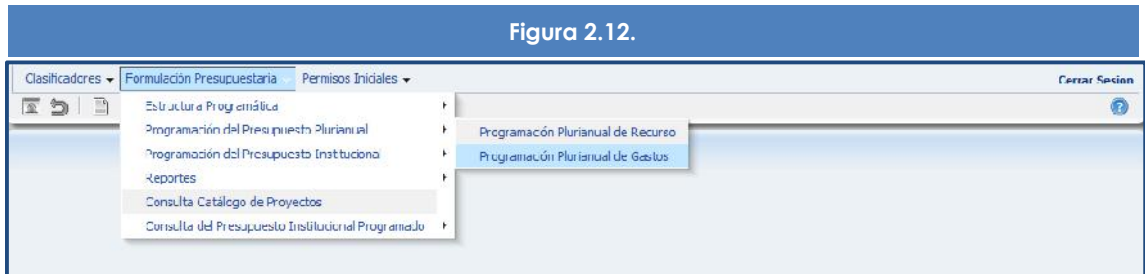 Figura 2.12.
Clasificadores Formulación Presupuestaria Permisos Iniciales Cerrar Sesion
Estructura Programática
Programación del Presupuesto Plurianual
Programación Plurianual de Recurso
Programación del Presupuesto Institucional
Programación Plurianual de Gastos
Reportes
Consulta Catálogo de Proyectos
Consulta del Presupuesto Institucional Programado